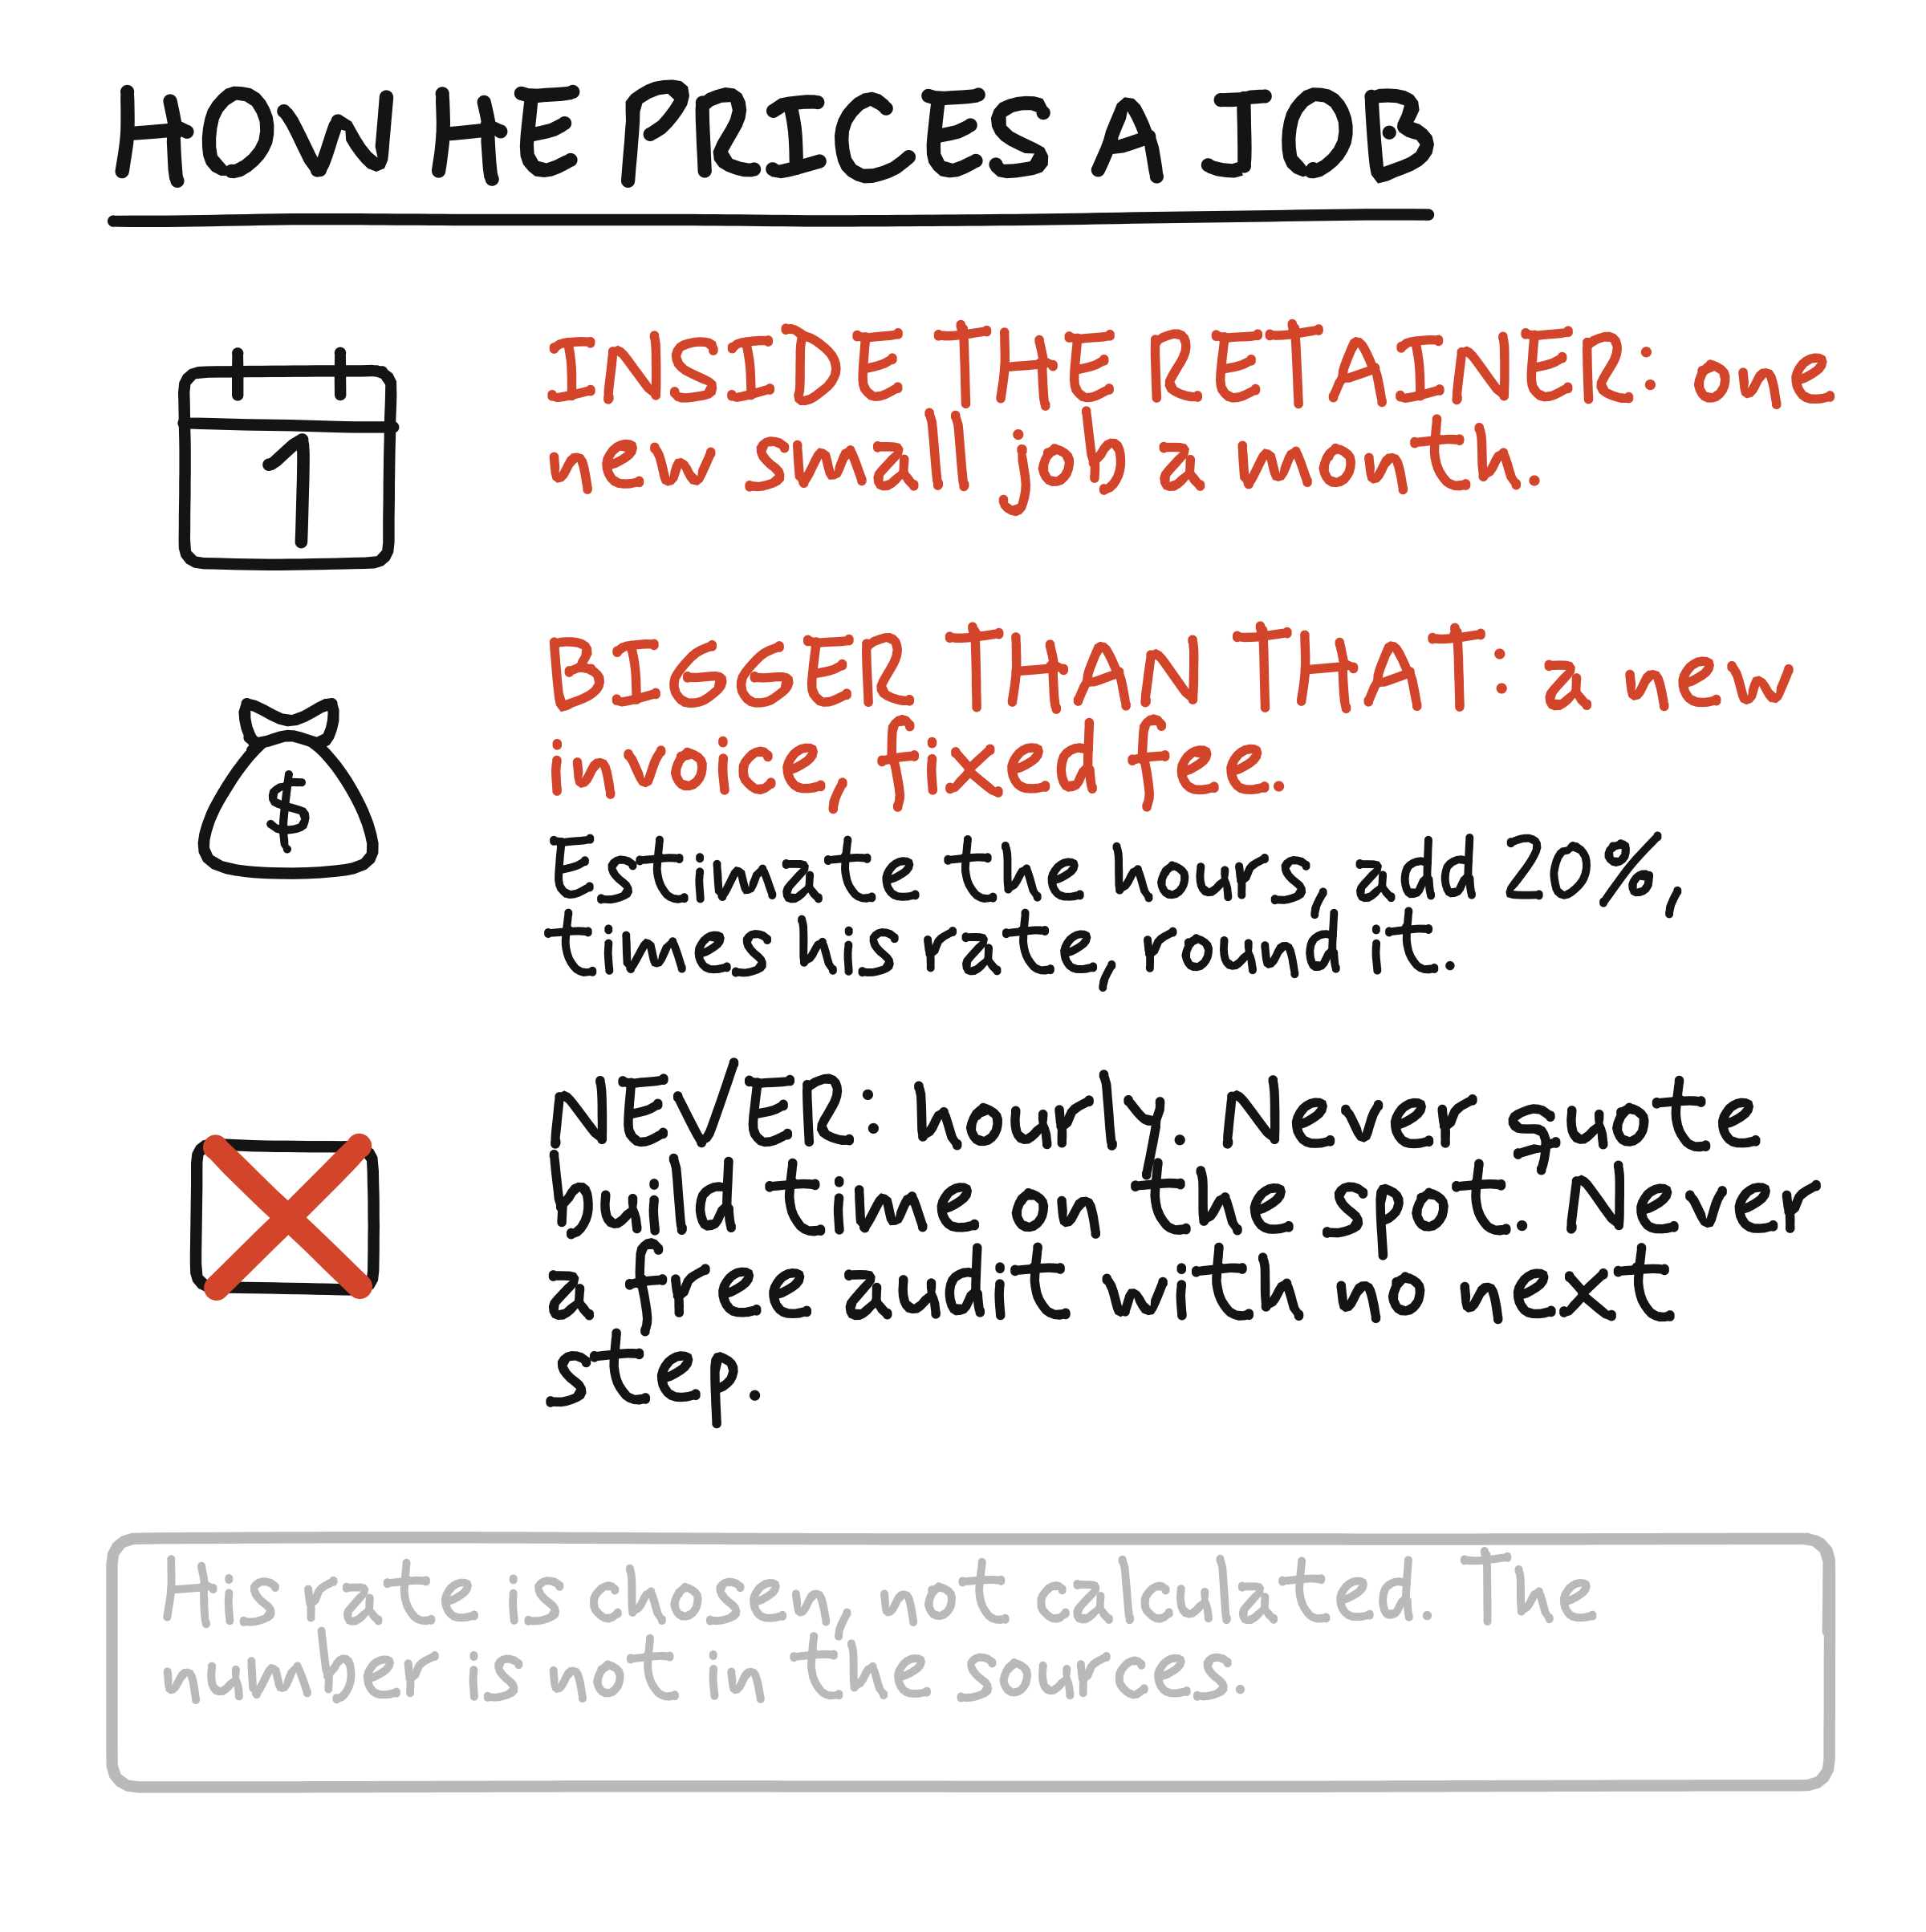 HOW HE PRICES A JOB
INSIDE THE RETAINER: one
1
new small job a month.
BIGGER THAN THAT: a new
invoice, fixed fee.
$
Estimate the hours, add 20%,
times his rate, round it.
NEVER: hourly. Never quote
build time on the spot. Never
a free audit with no next
step.
His rate is chosen, not calculated. The
number is not in the sources.